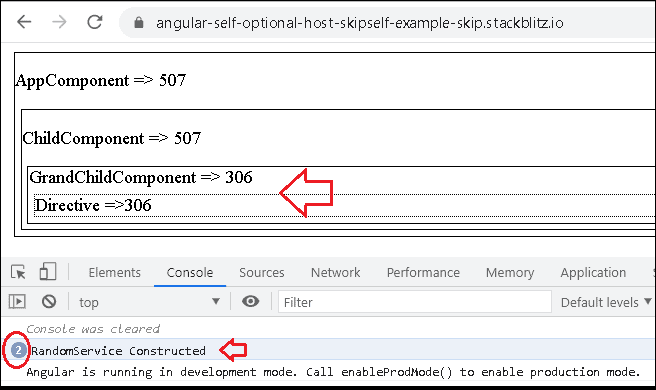 angular-self-optional-host-skipself-example-skip.stackblitz.io
AppComponent => 507
ChildComponent => 507
GrandChildComponent => 306
Directive =>306
Elements Console Sources Network Performance Memory Application
top Filter Default levels
Console was cleared
2 RandomService Constructed
Angular is running in development mode. Call enableProdMode() to enable production mode.